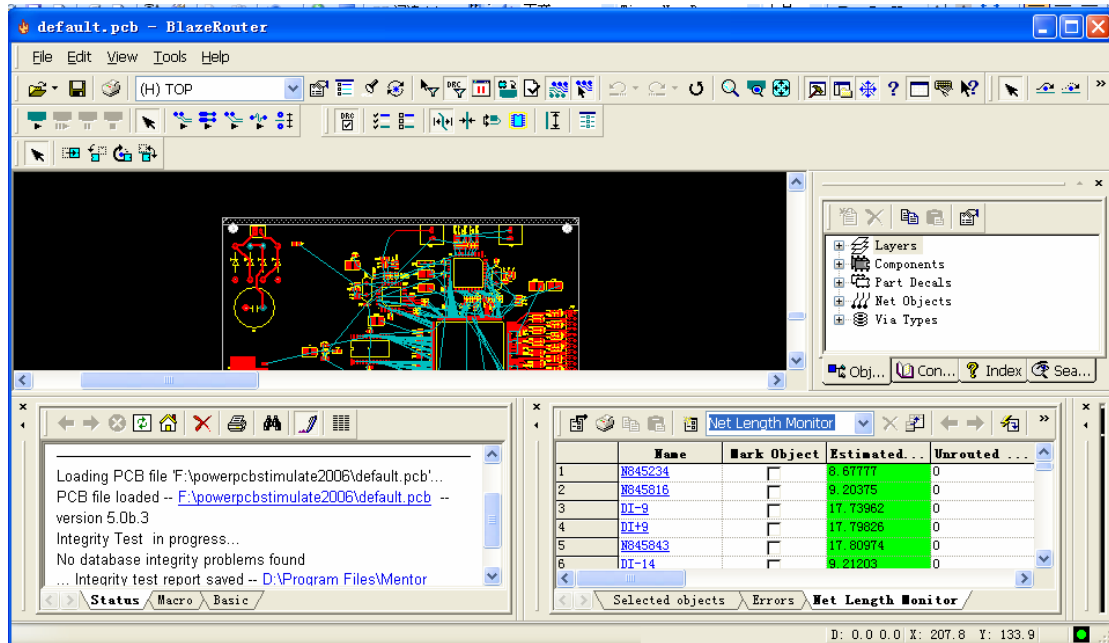 default.pcb - BlazeRouter
File Edit View Tools Help
(H) TOP
Layers
Components
Part Decals
Net Objects
Via Types
Obj... Con... Index Sea...
Loading PCB file 'F:\powerpcbstimulate2006\default.pcb'...
PCB file loaded -- F:\powerpcbstimulate2006\default.pcb --
version 5.0b.3
Integrity Test in progress...
No database integrity problems found
... Integrity test report saved -- D:\Program Files\Mentor
Status Macro Basic
Net Length Monitor
Name Mark Object Estimated... Unrouted ...
1 N845234 8.67777 0
2 N845816 9.20375 0
3 DI-9 17.73962 0
4 DI+9 17.79826 0
5 N845843 17.80974 0
6 DI-14 9.21203 0
Selected objects Errors Net Length Monitor
D: 0.0 0.0 X: 207.8 Y: 133.9